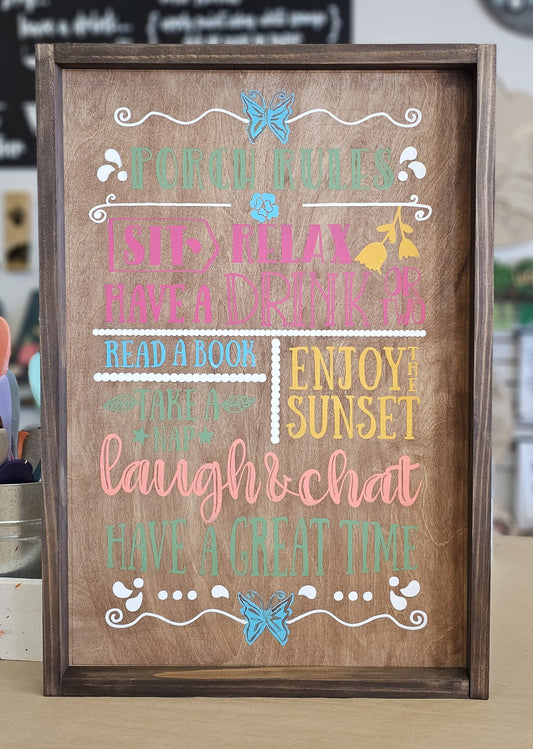 PORCH RULES
SIT RELAX
HAVE A DRINK OR TWO
READ A BOOK
ENJOY THE SUNSET
TAKE A NAP
laugh & chat
HAVE A GREAT TIME